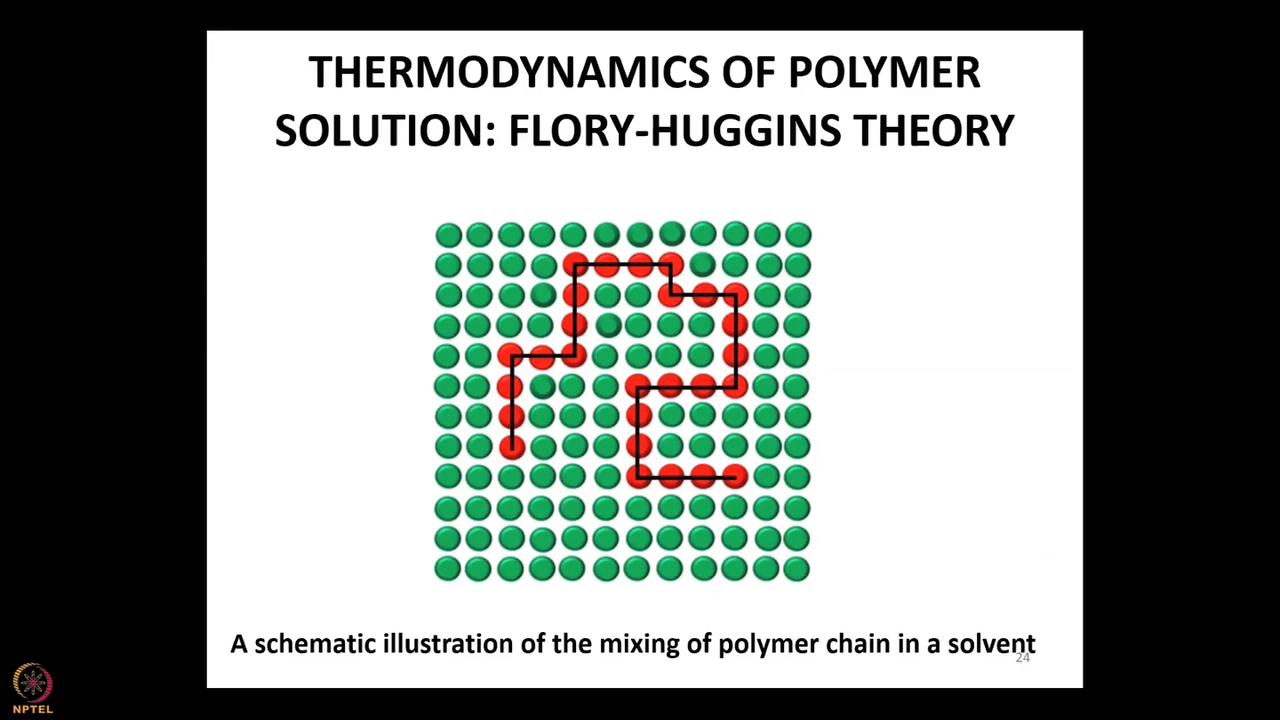 THERMODYNAMICS OF POLYMER
SOLUTION: FLORY-HUGGINS THEORY
A schematic illustration of the mixing of polymer chain in a solvent
24
NPTEL